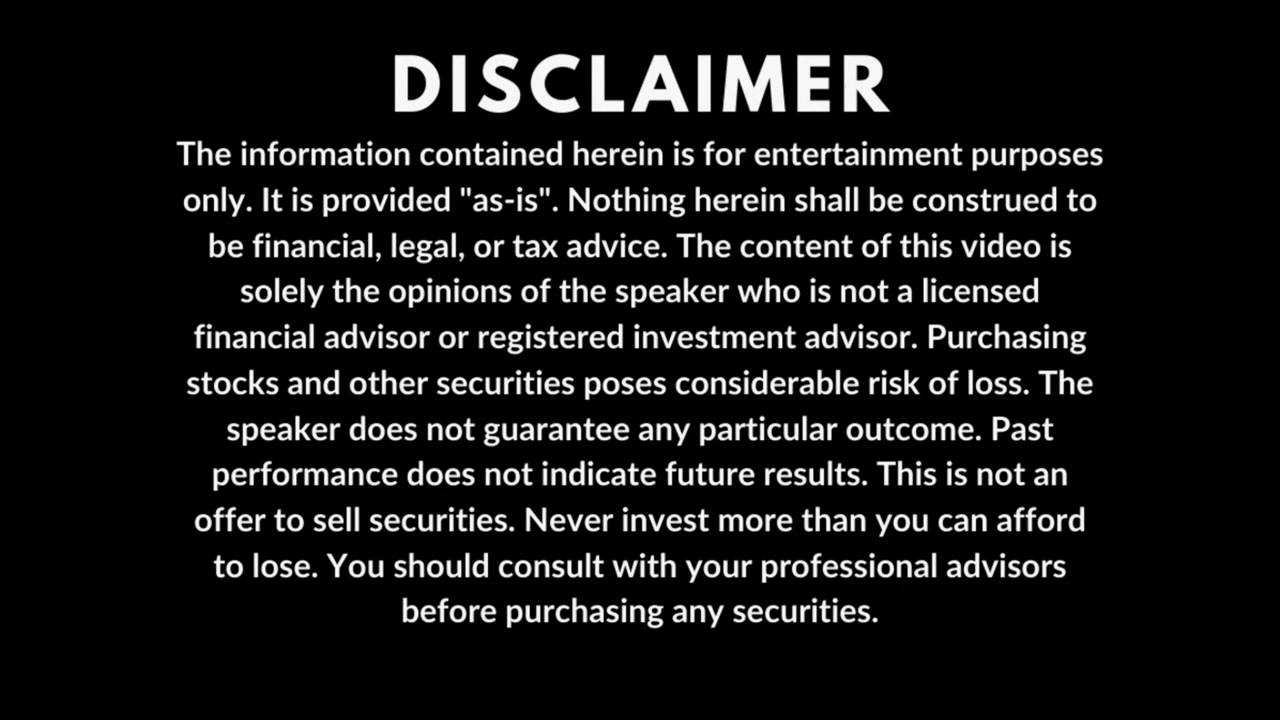 DISCLAIMER
The information contained herein is for entertainment purposes
only. It is provided "as-is". Nothing herein shall be construed to
be financial, legal, or tax advice. The content of this video is
solely the opinions of the speaker who is not a licensed
financial advisor or registered investment advisor. Purchasing
stocks and other securities poses considerable risk of loss. The
speaker does not guarantee any particular outcome. Past
performance does not indicate future results. This is not an
offer to sell securities. Never invest more than you can afford
to lose. You should consult with your professional advisors
before purchasing any securities.